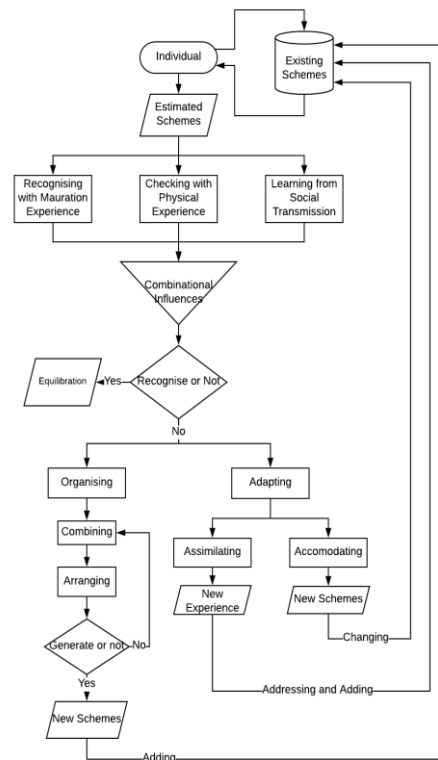 Individual
Existing
Schemes
Estimated
Schemes
Recognising
with Mauration
Experience
Checking with
Physical
Experience
Learning from
Social
Transmission
Combinational
Influences
Recognise or Not
Yes
Equilibration
No
Organising
Adapting
Combining
Assimilating
Accomodating
Arranging
New
Experience
New Schemes
Generate or not
No
Changing
Yes
Addressing and Adding
New Schemes
Adding